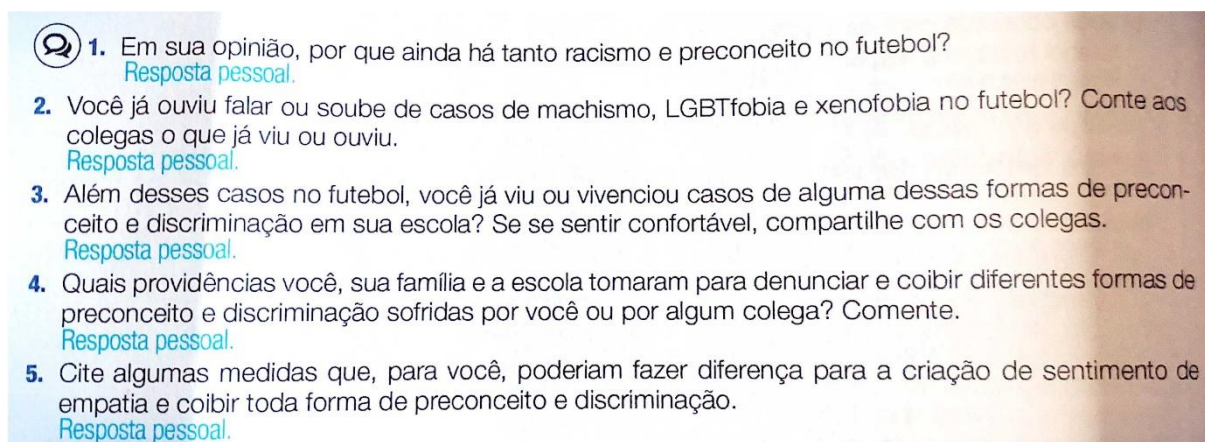 1. Em sua opinião, por que ainda há tanto racismo e preconceito no futebol?
Resposta pessoal.
2. Você já ouviu falar ou soube de casos de machismo, LGBTfobia e xenofobia no futebol? Conte aos
colegas o que já viu ou ouviu.
Resposta pessoal.
3. Além desses casos no futebol, você já viu ou vivenciou casos de alguma dessas formas de precon-
ceito e discriminação em sua escola? Se se sentir confortável, compartilhe com os colegas.
Resposta pessoal.
4. Quais providências você, sua família e a escola tomaram para denunciar e coibir diferentes formas de
preconceito e discriminação sofridas por você ou por algum colega? Comente.
Resposta pessoal.
5. Cite algumas medidas que, para você, poderiam fazer diferença para a criação de sentimento de
empatia e coibir toda forma de preconceito e discriminação.
Resposta pessoal.